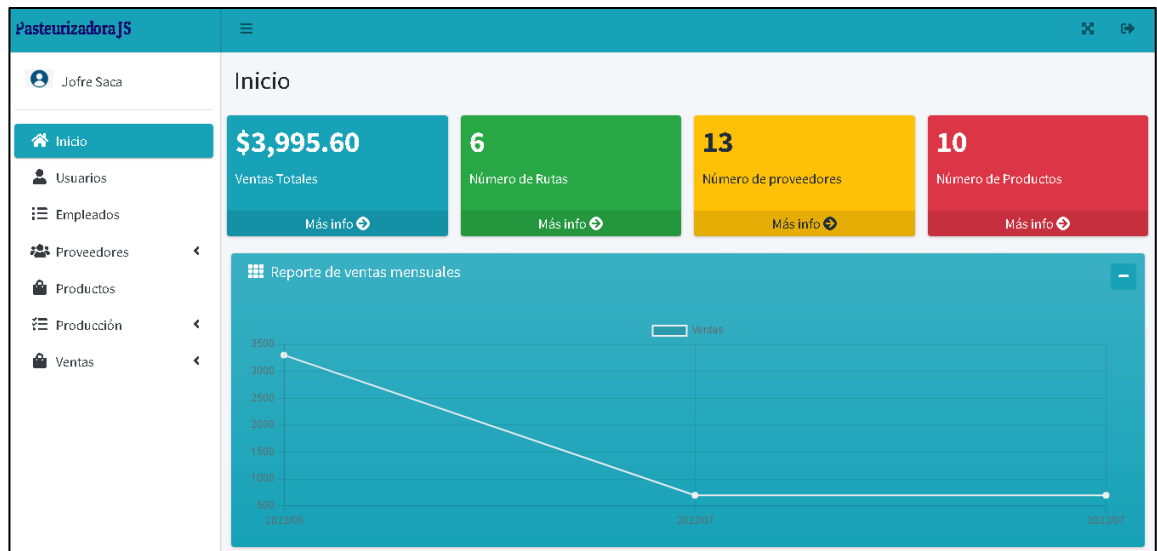 PasteurizadoraJS
Jofre Saca
Inicio
Usuarios
Empleados
Proveedores
Productos
Producción
Ventas
Inicio
$3,995.60
Ventas Totales
Más info
6
Número de Rutas
Más info
13
Número de proveedores
Más info
10
Número de Productos
Más info
Reporte de ventas mensuales
Ventas
3500
3000
2500
2000
1500
1000
500
2022/06
2022/07
2022/07